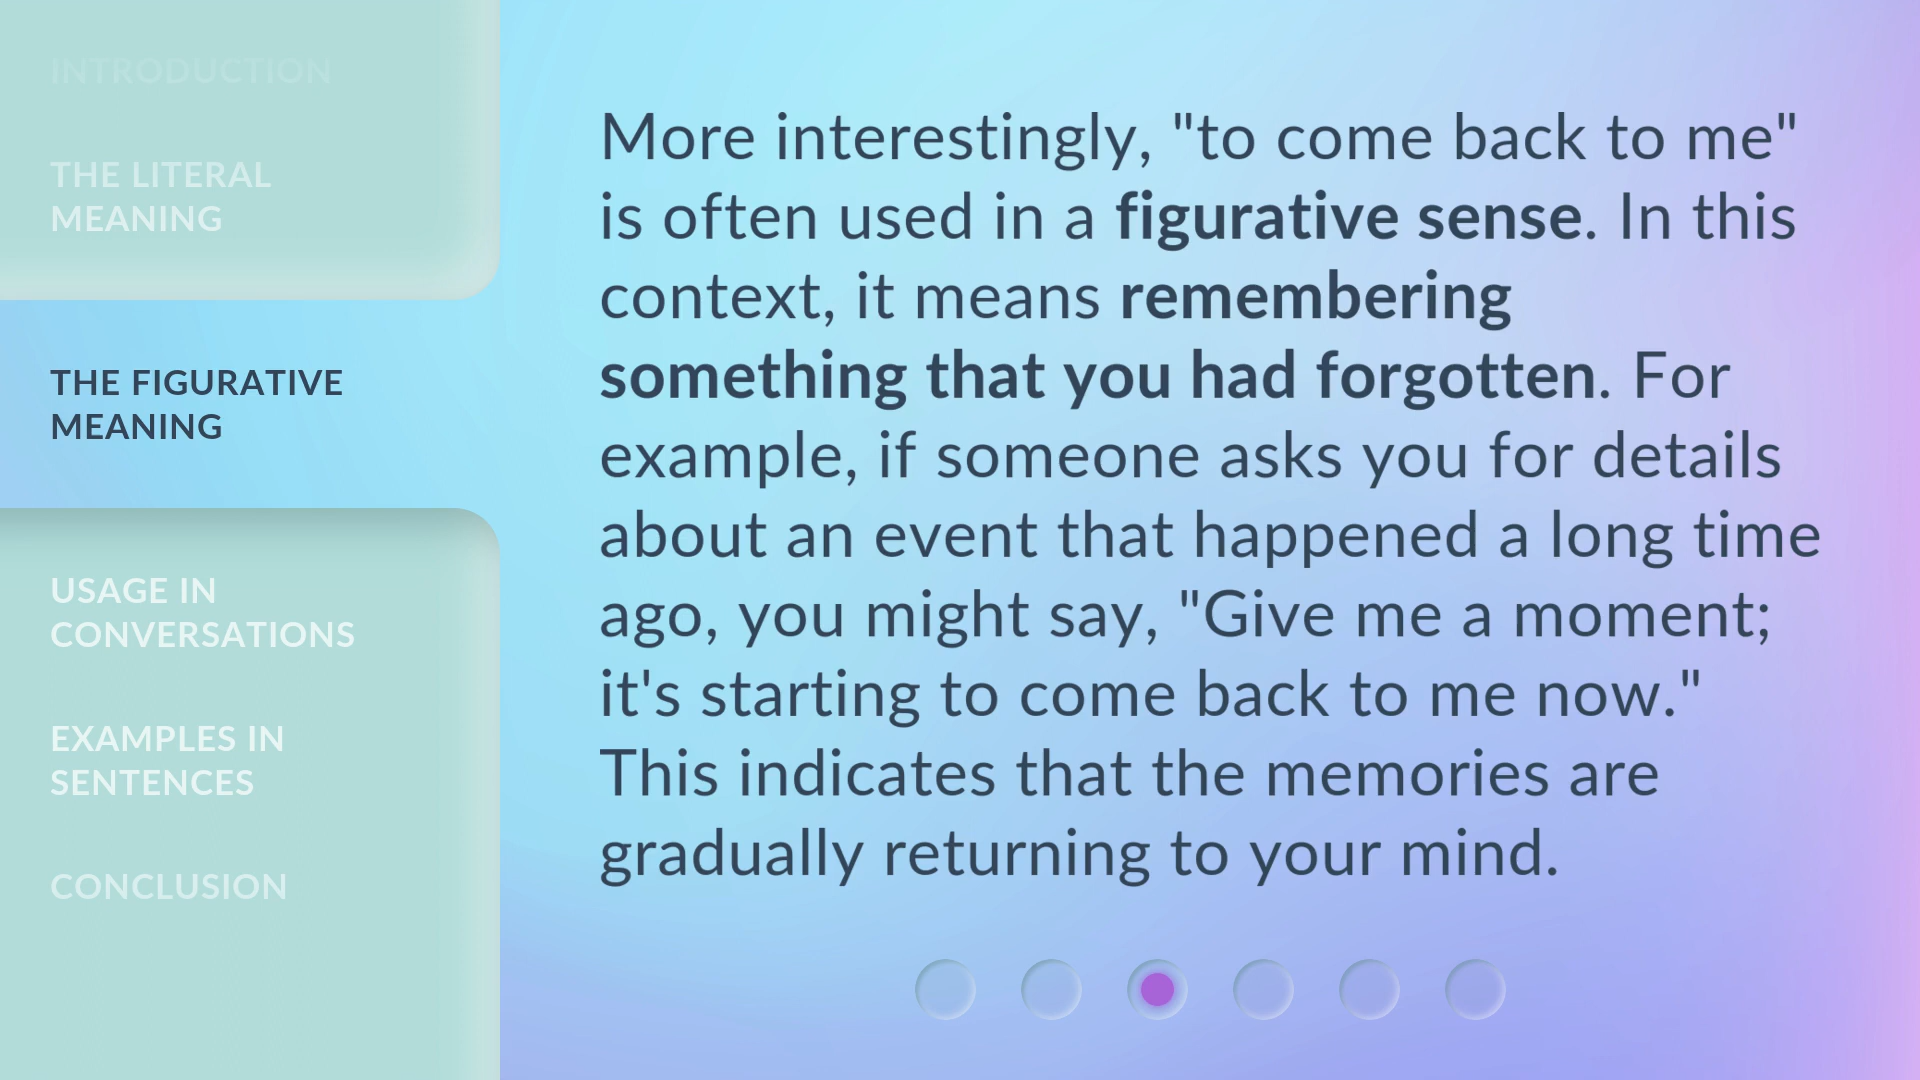 INTRODUCTION
THE LITERAL
MEANING
THE FIGURATIVE
MEANING
USAGE IN
CONVERSATIONS
EXAMPLES IN
SENTENCES
CONCLUSION
More interestingly, "to come back to me"
is often used in a figurative sense. In this
context, it means remembering
something that you had forgotten. For
example, if someone asks you for details
about an event that happened a long time
ago, you might say, "Give me a moment;
it's starting to come back to me now."
This indicates that the memories are
gradually returning to your mind.